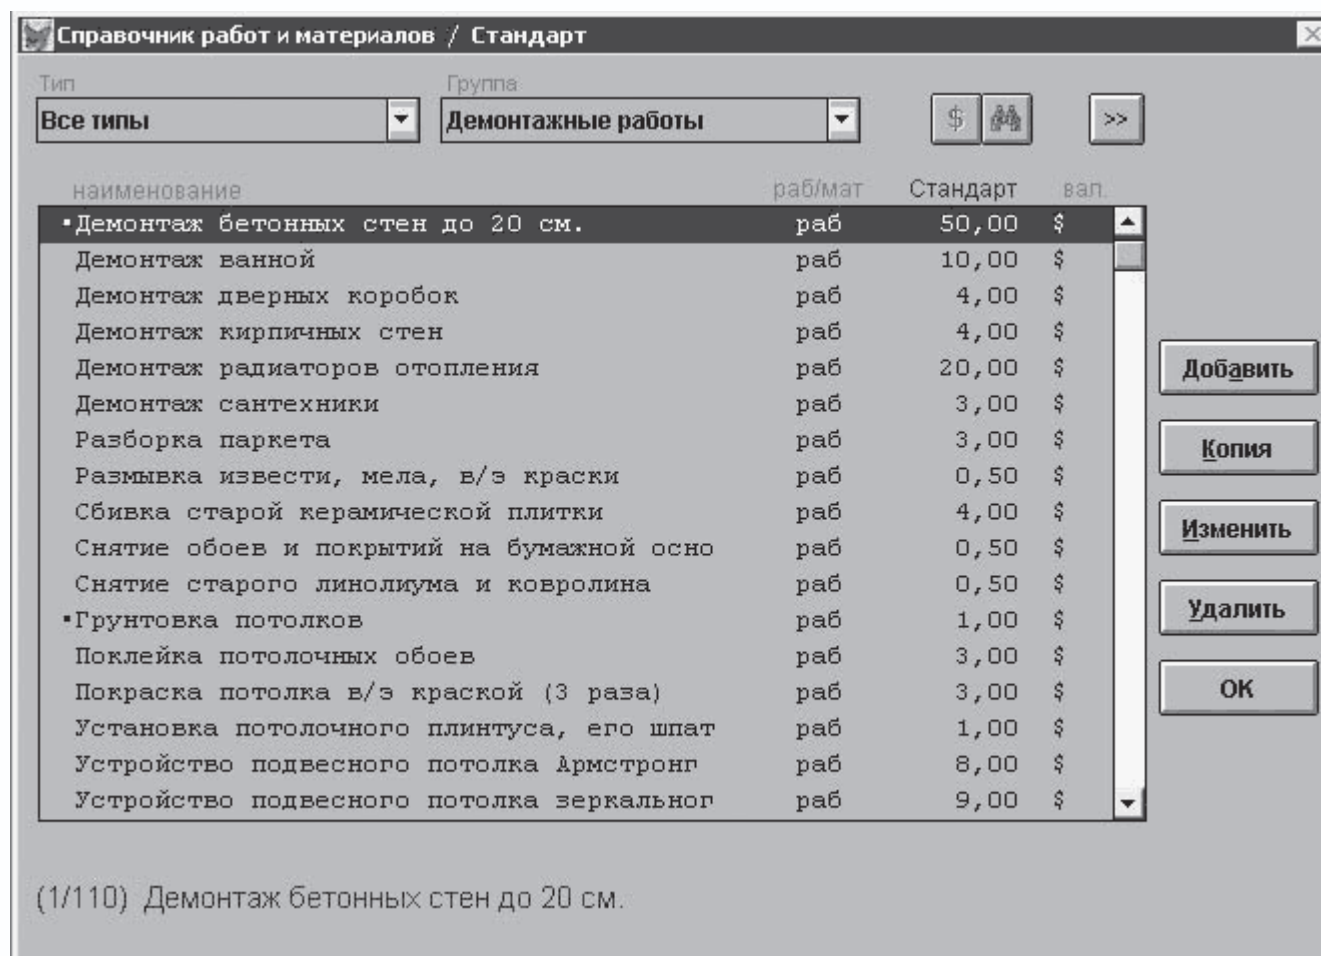 Справочник работ и материалов / Стандарт
Тип Группа
Все типы Демонтажные работы $ >>
наименование раб/мат Стандарт вал.
▪Демонтаж бетонных стен до 20 см. раб 50,00 $
Демонтаж ванной раб 10,00 $
Демонтаж дверных коробок раб 4,00 $
Демонтаж кирпичных стен раб 4,00 $
Демонтаж радиаторов отопления раб 20,00 $
Демонтаж сантехники раб 3,00 $
Разборка паркета раб 3,00 $
Размывка извести, мела, в/э краски раб 0,50 $
Сбивка старой керамической плитки раб 4,00 $
Снятие обоев и покрытий на бумажной осно раб 0,50 $
Снятие старого линолиума и ковролина раб 0,50 $
▪Грунтовка потолков раб 1,00 $
Поклейка потолочных обоев раб 3,00 $
Покраска потолка в/э краской (3 раза) раб 3,00 $
Установка потолочного плинтуса, его шпат раб 1,00 $
Устройство подвесного потолка Армстронг раб 8,00 $
Устройство подвесного потолка зеркальног раб 9,00 $
Добавить
Копия
Изменить
Удалить
ОК
(1/110) Демонтаж бетонных стен до 20 см.